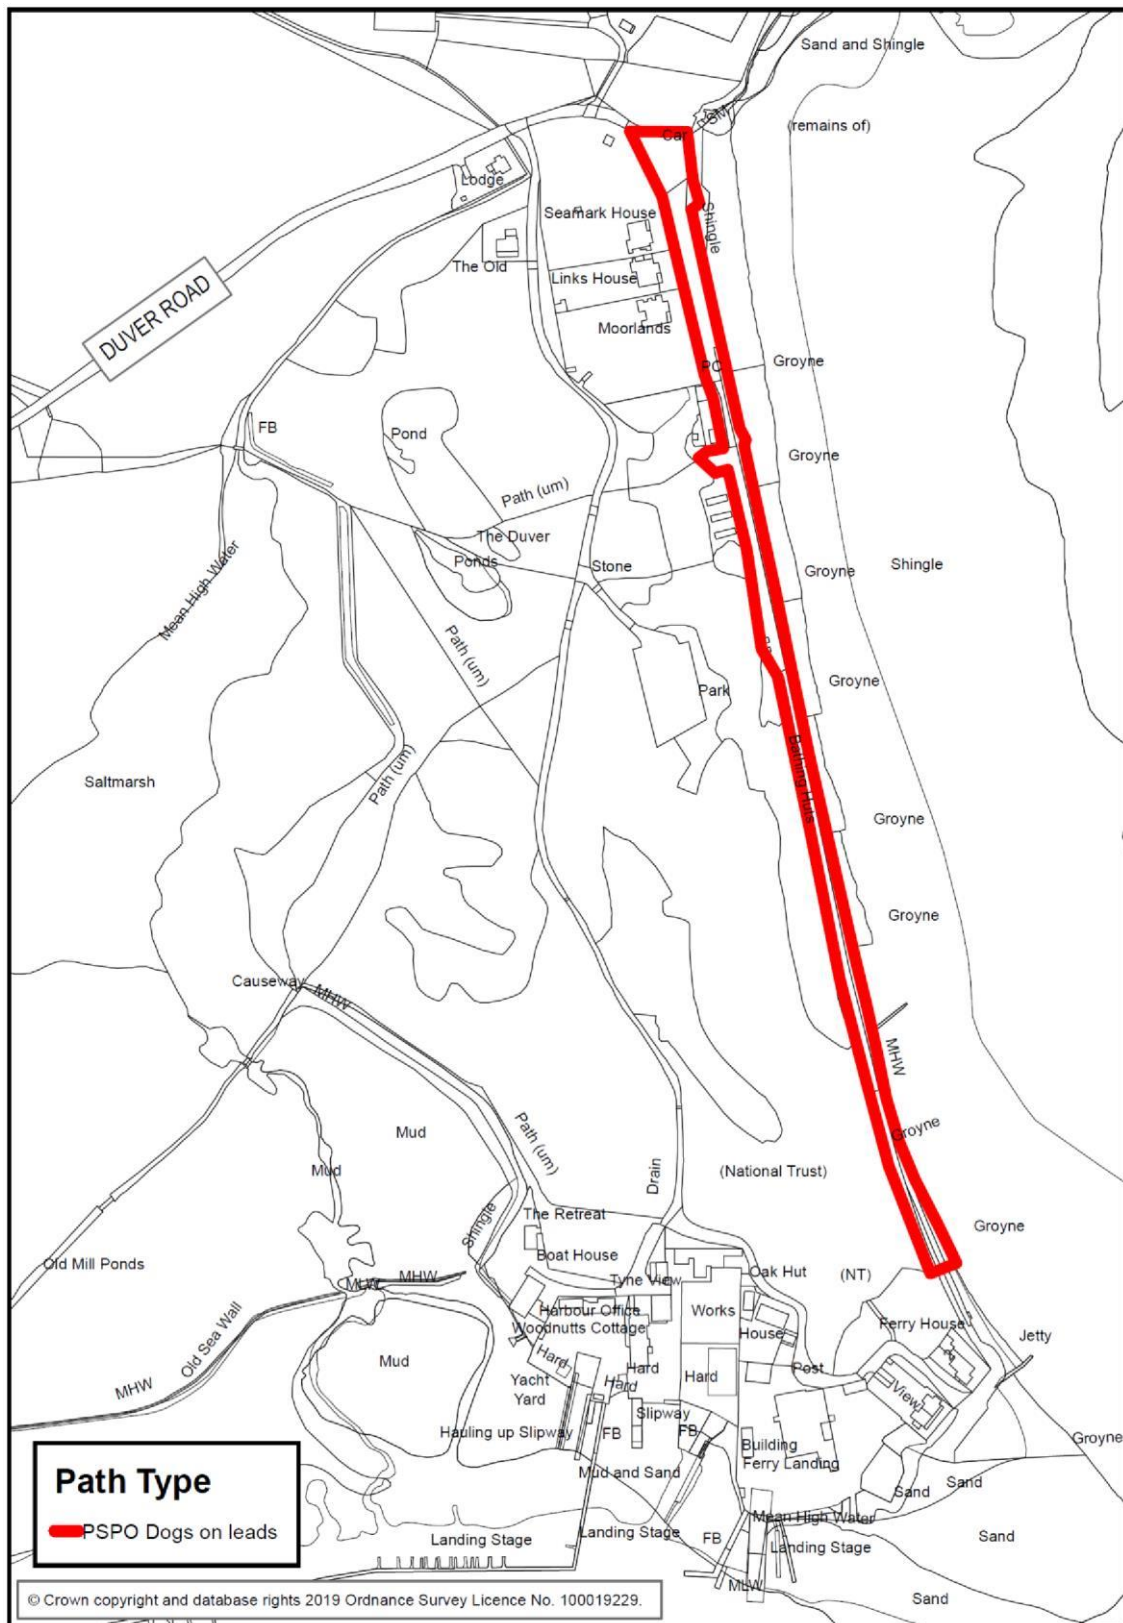 Sand and Shingle
SM
Car
(remains of)
Lodge
Seamark House
Shingle
The Old
Links House
DUVER ROAD
Moorlands
PC
Groyne
FB
Pond
Groyne
Path (um)
The Duver
Ponds
Stone
Groyne
Shingle
Mean High Water
Path (um)
Park
Groyne
Path (um)
Saltmarsh
Bathing Huts
Groyne
Groyne
Causeway
MHW
MHW
Mud
Path (um)
Groyne
Mud
Drain
(National Trust)
Shingle
The Retreat
Groyne
Old Mill Ponds
Boat House
MLW
MHW
Tyne View
Oak Hut
(NT)
Harbour Office
Works
Woodnutts Cottage
House
Ferry House
Jetty
Old Sea Wall
Mud
Hard
Hard
Hard
Hard
Post
MHW
Yacht
Yard
View
Slipway
Hauling up Slipway
FB
FB
Building
Groyne
Ferry Landing
Mud and Sand
Sand
Sand
Mean High Water
Landing Stage
Landing Stage
FB
Landing Stage
Sand
MLW
Sand
Path Type
PSPO Dogs on leads
© Crown copyright and database rights 2019 Ordnance Survey Licence No. 100019229.